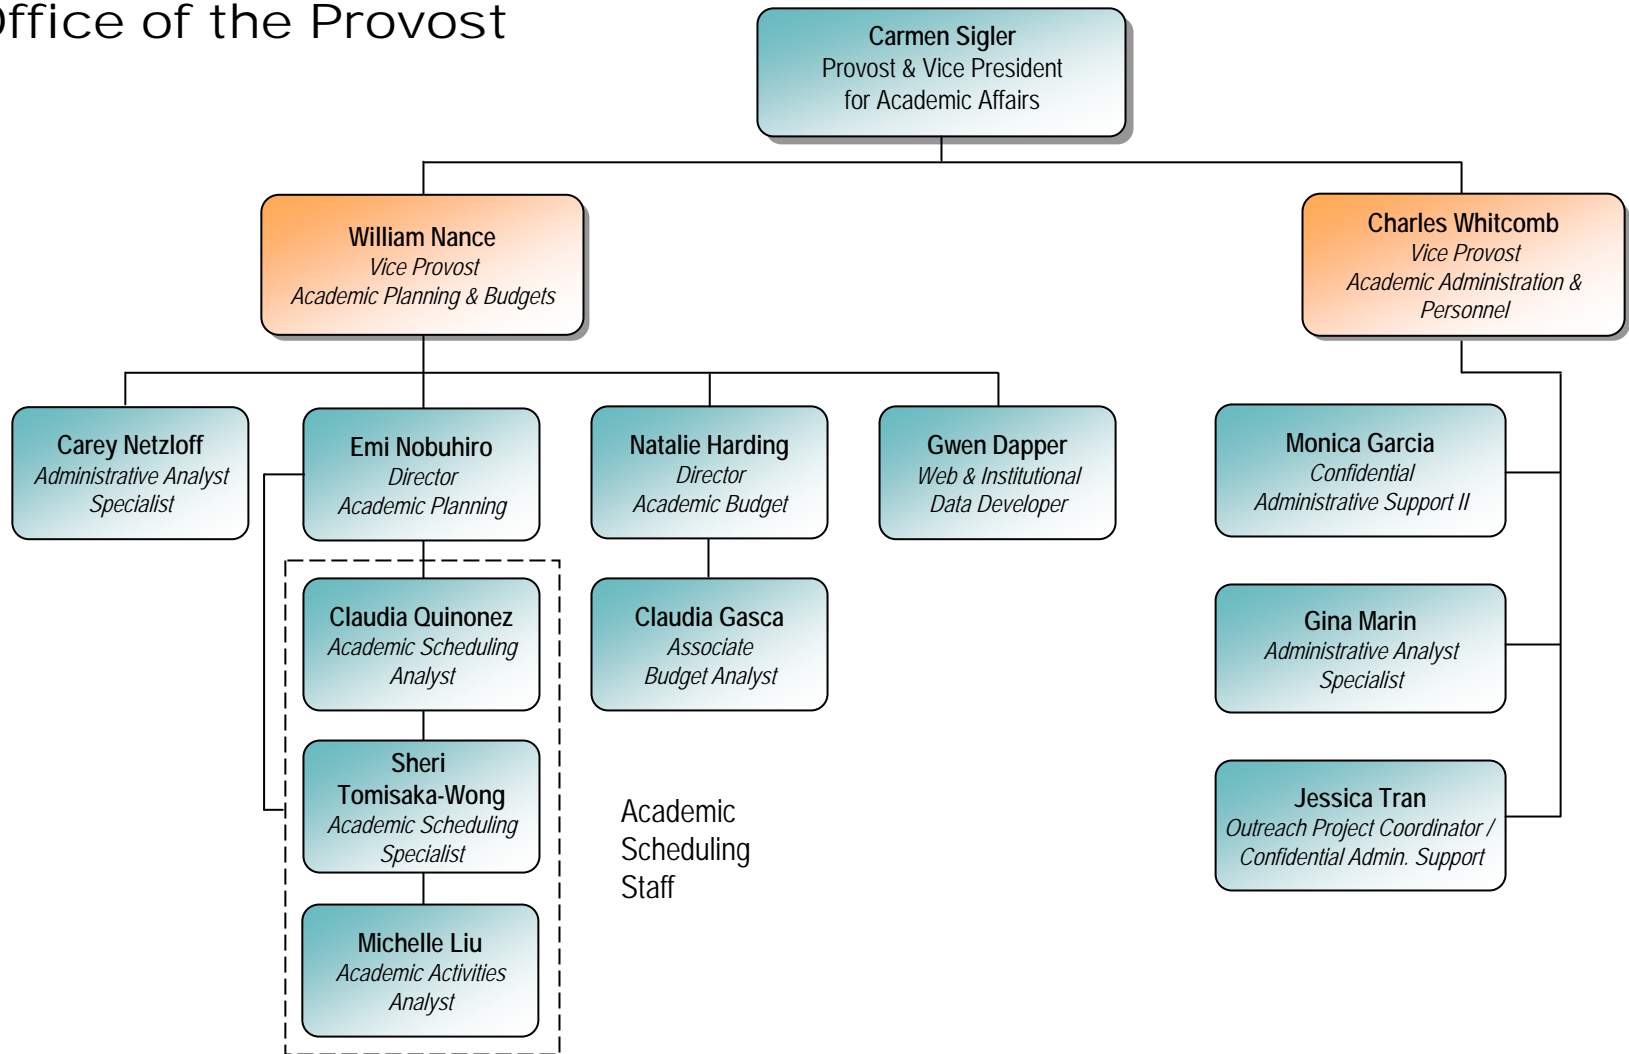 Office of the Provost
Carmen Sigler
Provost & Vice President
for Academic Affairs
William Nance
Vice Provost
Academic Planning & Budgets
Charles Whitcomb
Vice Provost
Academic Administration &
Personnel
Carey Netzloff
Administrative Analyst
Specialist
Emi Nobuhiro
Director
Academic Planning
Natalie Harding
Director
Academic Budget
Gwen Dapper
Web & Institutional
Data Developer
Monica Garcia
Confidential
Administrative Support II
Claudia Quinonez
Academic Scheduling
Analyst
Claudia Gasca
Associate
Budget Analyst
Gina Marin
Administrative Analyst
Specialist
Sheri
Tomisaka-Wong
Academic Scheduling
Specialist
Academic
Scheduling
Staff
Jessica Tran
Outreach Project Coordinator /
Confidential Admin. Support
Michelle Liu
Academic Activities
Analyst